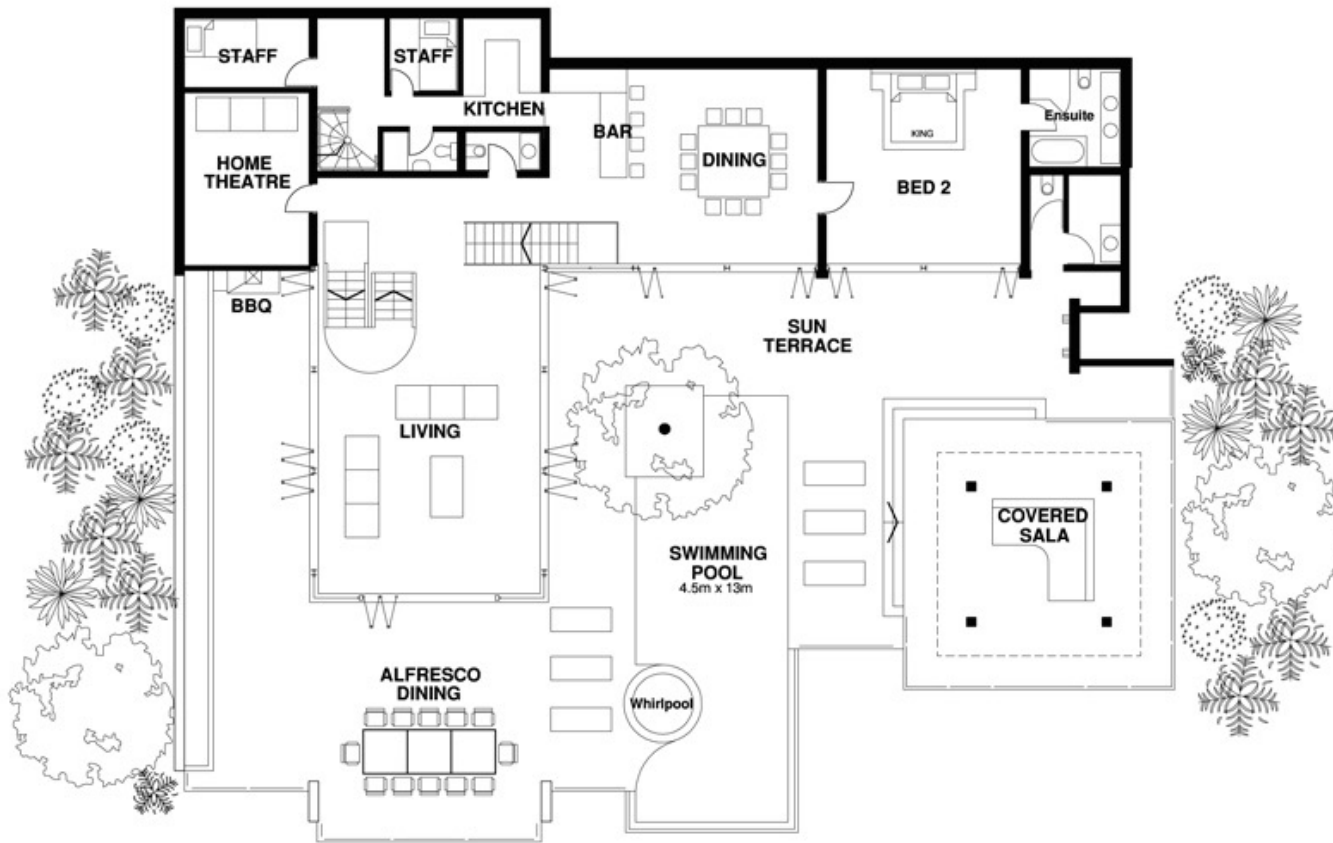 STAFF
STAFF
KITCHEN
BAR
HOME
THEATRE
DINING
KING
BED 2
Ensuite
BBQ
SUN
TERRACE
LIVING
COVERED
SALA
SWIMMING
POOL
4.5m x 13m
ALFRESCO
DINING
Whirlpool